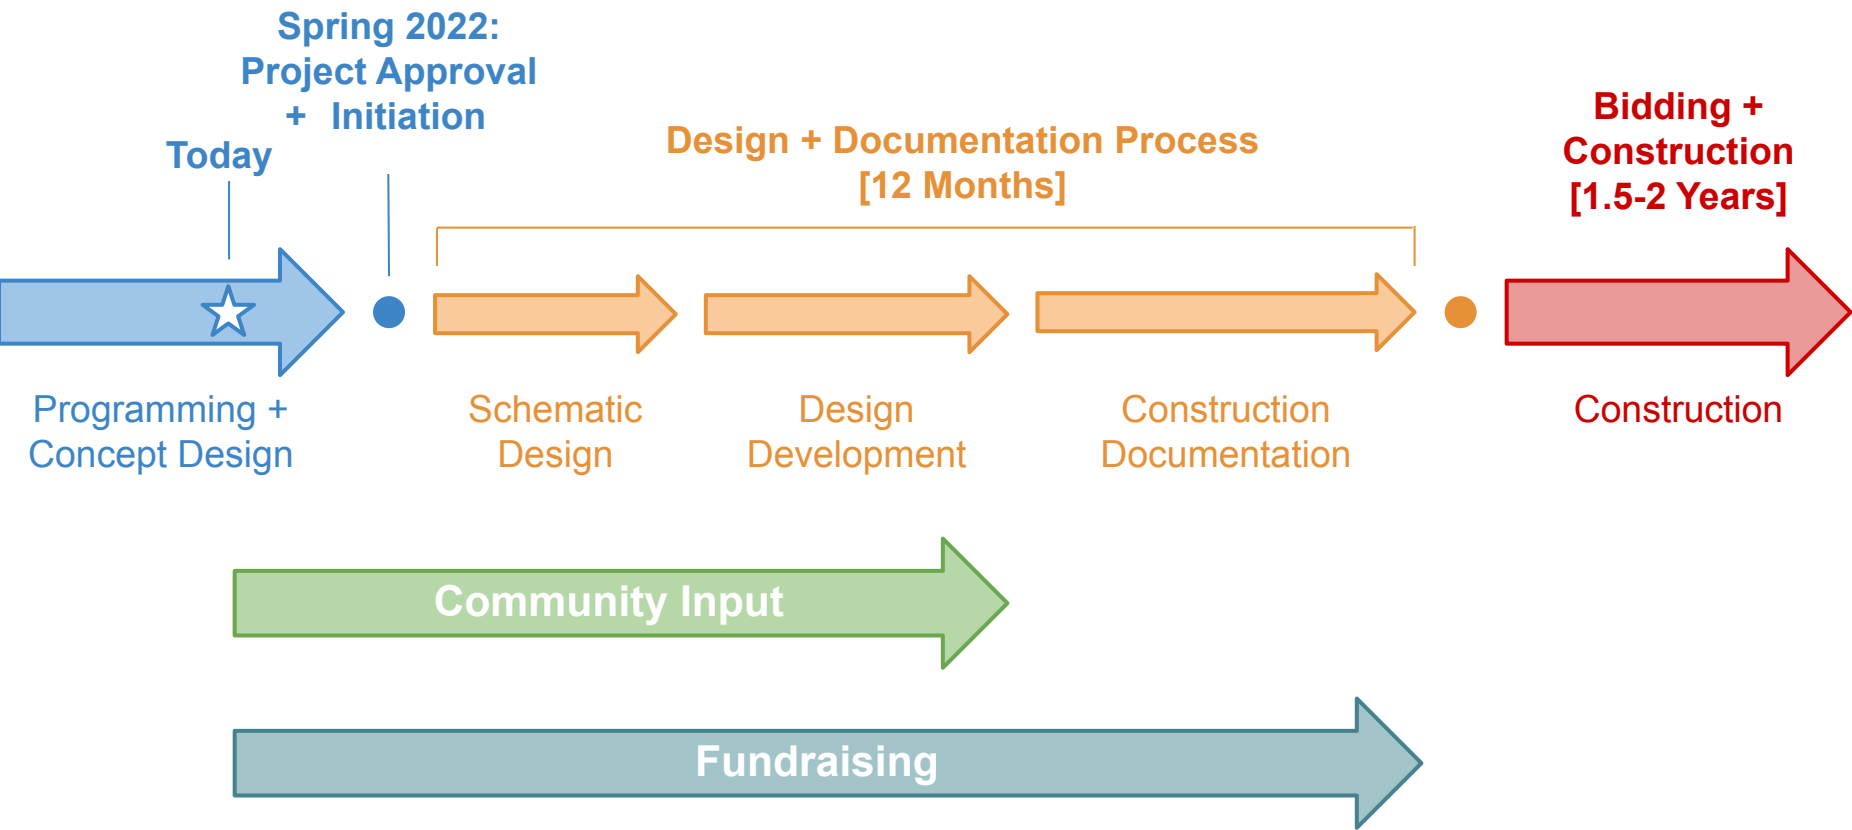 Spring 2022:
Project Approval
+ Initiation
Today
Design + Documentation Process
[12 Months]
Bidding +
Construction
[1.5-2 Years]
Programming +
Concept Design
Schematic
Design
Design
Development
Construction
Documentation
Construction
Community Input
Fundraising